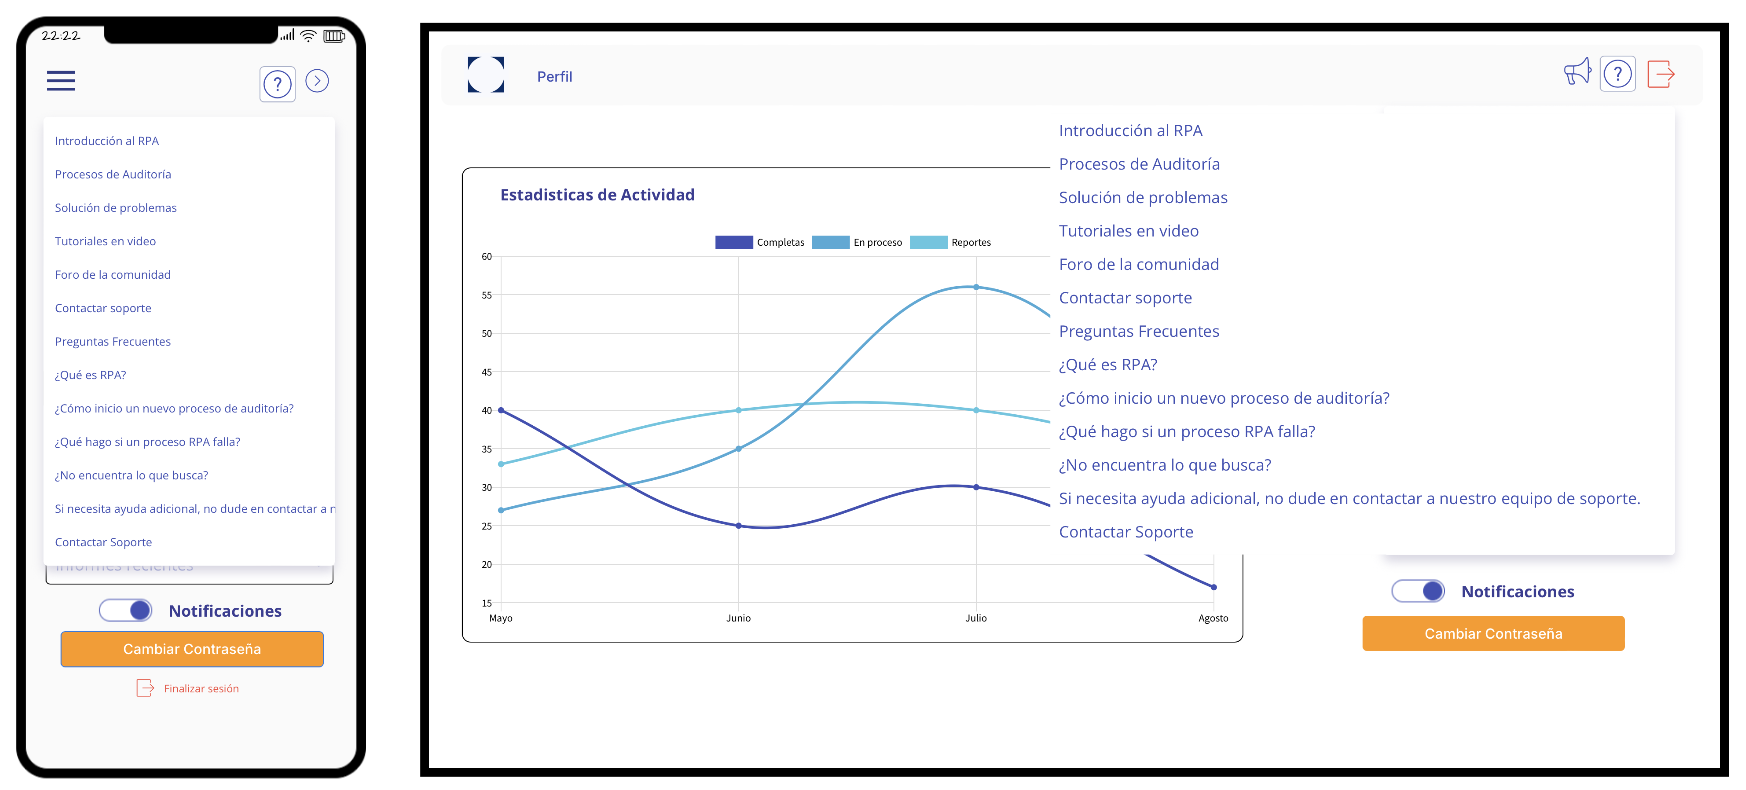 22:22
?
Introducción al RPA
Procesos de Auditoría
Solución de problemas
Tutoriales en video
Foro de la comunidad
Contactar soporte
Preguntas Frecuentes
¿Qué es RPA?
¿Cómo inicio un nuevo proceso de auditoría?
¿Qué hago si un proceso RPA falla?
¿No encuentra lo que busca?
Si necesita ayuda adicional, no dude en contactar a n
Contactar Soporte
Informes recientes
Notificaciones
Cambiar Contraseña
Finalizar sesión
Perfil
?
Estadisticas de Actividad
Completas En proceso Reportes
60
55
50
45
40
35
30
25
20
15
Mayo Junio Julio Agosto
Introducción al RPA
Procesos de Auditoría
Solución de problemas
Tutoriales en video
Foro de la comunidad
Contactar soporte
Preguntas Frecuentes
¿Qué es RPA?
¿Cómo inicio un nuevo proceso de auditoría?
¿Qué hago si un proceso RPA falla?
¿No encuentra lo que busca?
Si necesita ayuda adicional, no dude en contactar a nuestro equipo de soporte.
Contactar Soporte
Notificaciones
Cambiar Contraseña